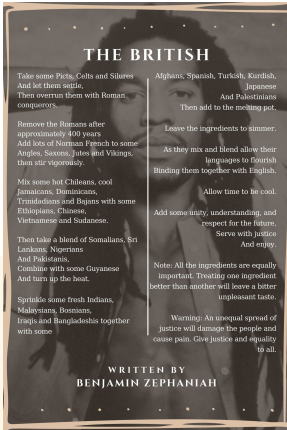 THE BRITISH
Take some Picts, Celts and Silures
And let them settle,
Then overrun them with Roman
conquerors.
Remove the Romans after
approximately 400 years
Add lots of Norman French to some
Angles, Saxons, Jutes and Vikings,
then stir vigorously.
Mix some hot Chileans, cool
Jamaicans, Dominicans,
Trinidadians and Bajans with some
Ethiopians, Chinese,
Vietnamese and Sudanese.
Then take a blend of Somalians, Sri
Lankans, Nigerians
And Pakistanis,
Combine with some Guyanese
And turn up the heat.
Sprinkle some fresh Indians,
Malaysians, Bosnians,
Iraqis and Bangladeshis together
with some
Afghans, Spanish, Turkish, Kurdish,
Japanese
And Palestinians
Then add to the melting pot.
Leave the ingredients to simmer.
As they mix and blend allow their
languages to flourish
Binding them together with English.
Allow time to be cool.
Add some unity, understanding, and
respect for the future,
Serve with justice
And enjoy.
Note: All the ingredients are equally
important. Treating one ingredient
better than another will leave a bitter
unpleasant taste.
Warning: An unequal spread of
justice will damage the people and
cause pain. Give justice and equality
to all.
WRITTEN BY
BENJAMIN ZEPHANIAH